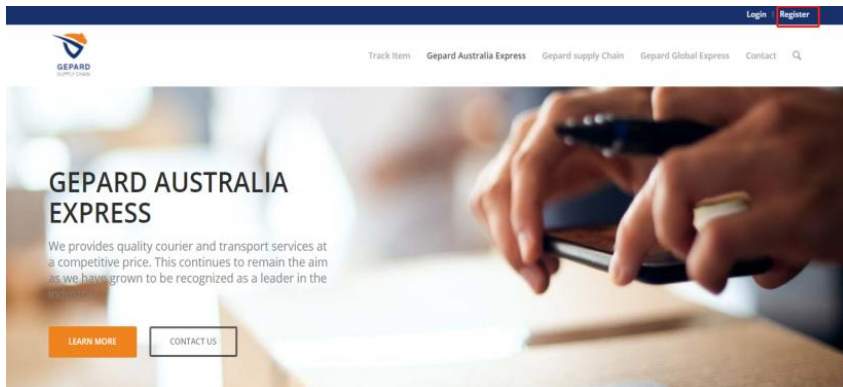 Login Register
GEPARD
SUPPLY CHAIN
Track Item Gepard Australia Express Gepard supply Chain Gepard Global Express Contact
GEPARD AUSTRALIA
EXPRESS
We provides quality courier and transport services at
a competitive price. This continues to remain the aim
as we have grown to be recognized as a leader in the
industry.
LEARN MORE CONTACT US